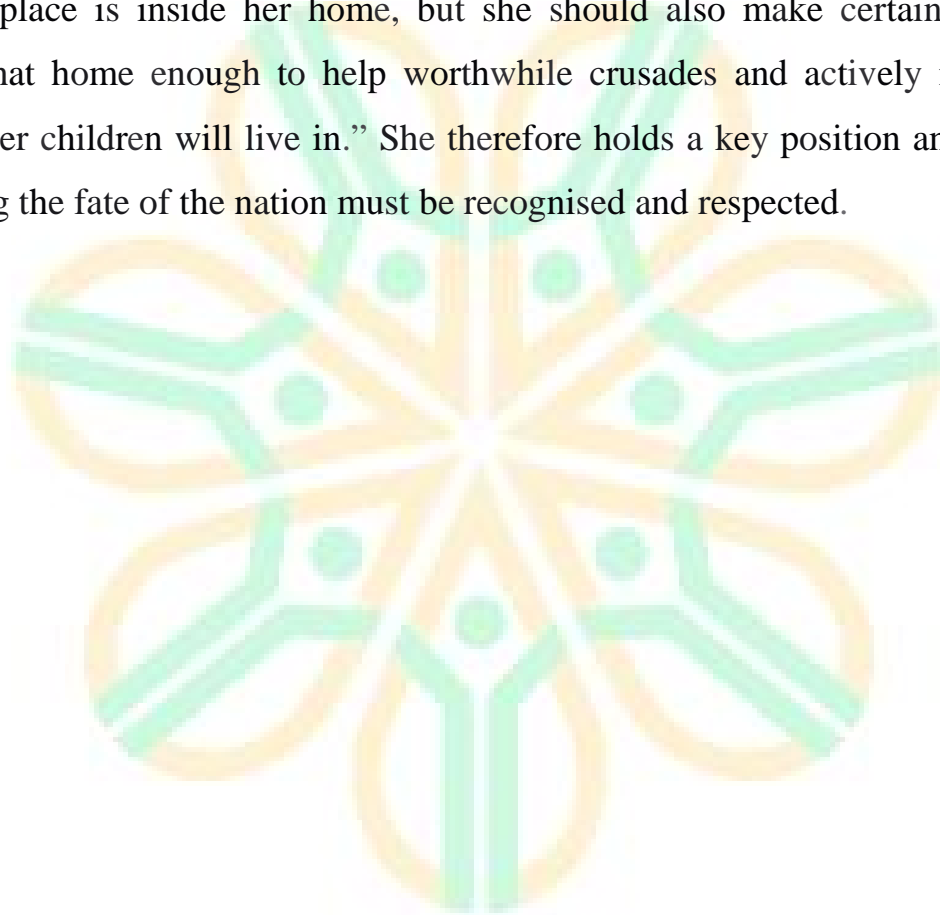 place is inside her home, but she should also make certain
hat home enough to help worthwhile crusades and actively
er children will live in.” She therefore holds a key position
g the fate of the nation must be recognised and respected.